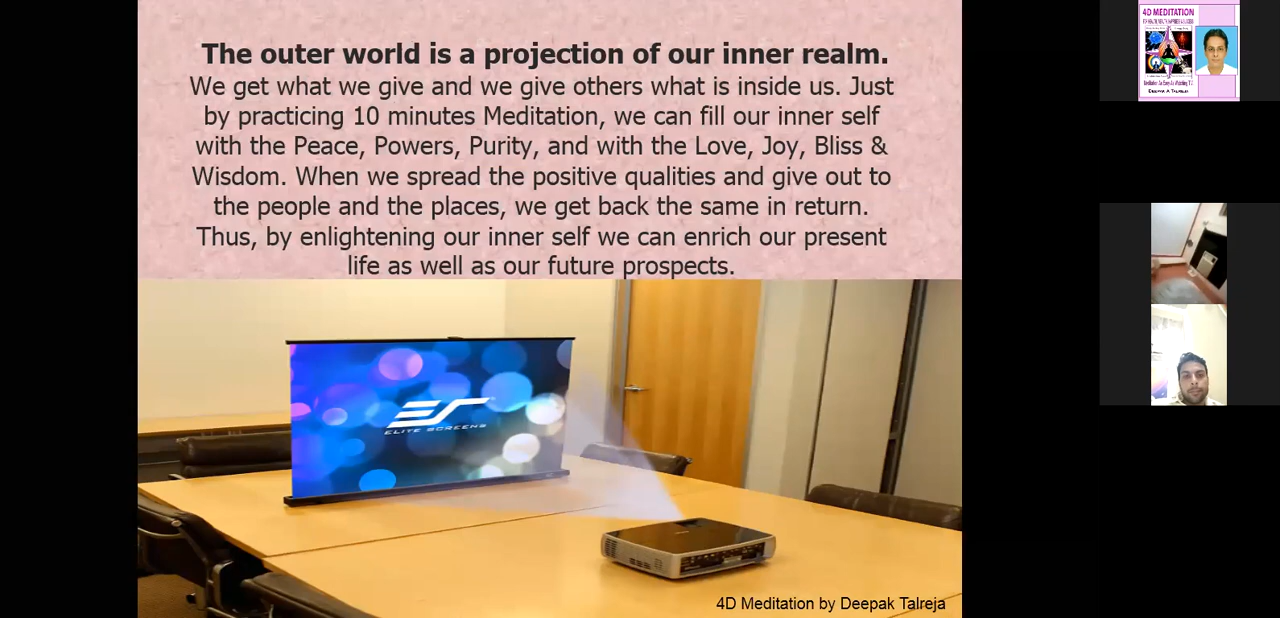 The outer world is a projection of our inner realm.
We get what we give and we give others what is inside us. Just
by practicing 10 minutes Meditation, we can fill our inner self
with the Peace, Powers, Purity, and with the Love, Joy, Bliss &
Wisdom. When we spread the positive qualities and give out to
the people and the places, we get back the same in return.
Thus, by enlightening our inner self we can enrich our present
life as well as our future prospects.
ES
ELITE SCREENS
4D Meditation by Deepak Talreja
4D MEDITATION
DEEPAK A TALREJA